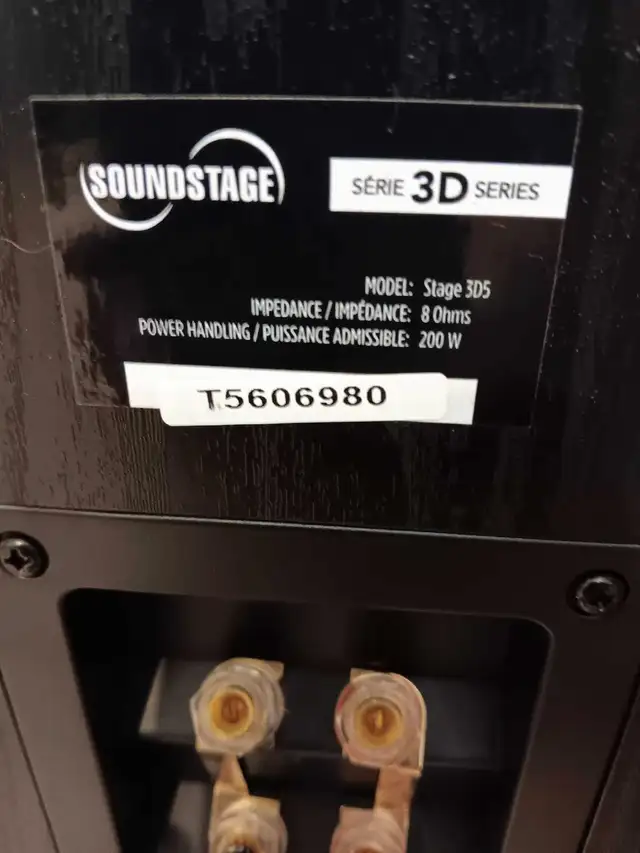 SOUNDSTAGE
SÉRIE 3D SERIES
MODEL: Stage 3D5
IMPEDANCE / IMPÉDANCE: 8 Ohms
POWER HANDLING / PUISSANCE ADMISSIBLE: 200 W
T5606980